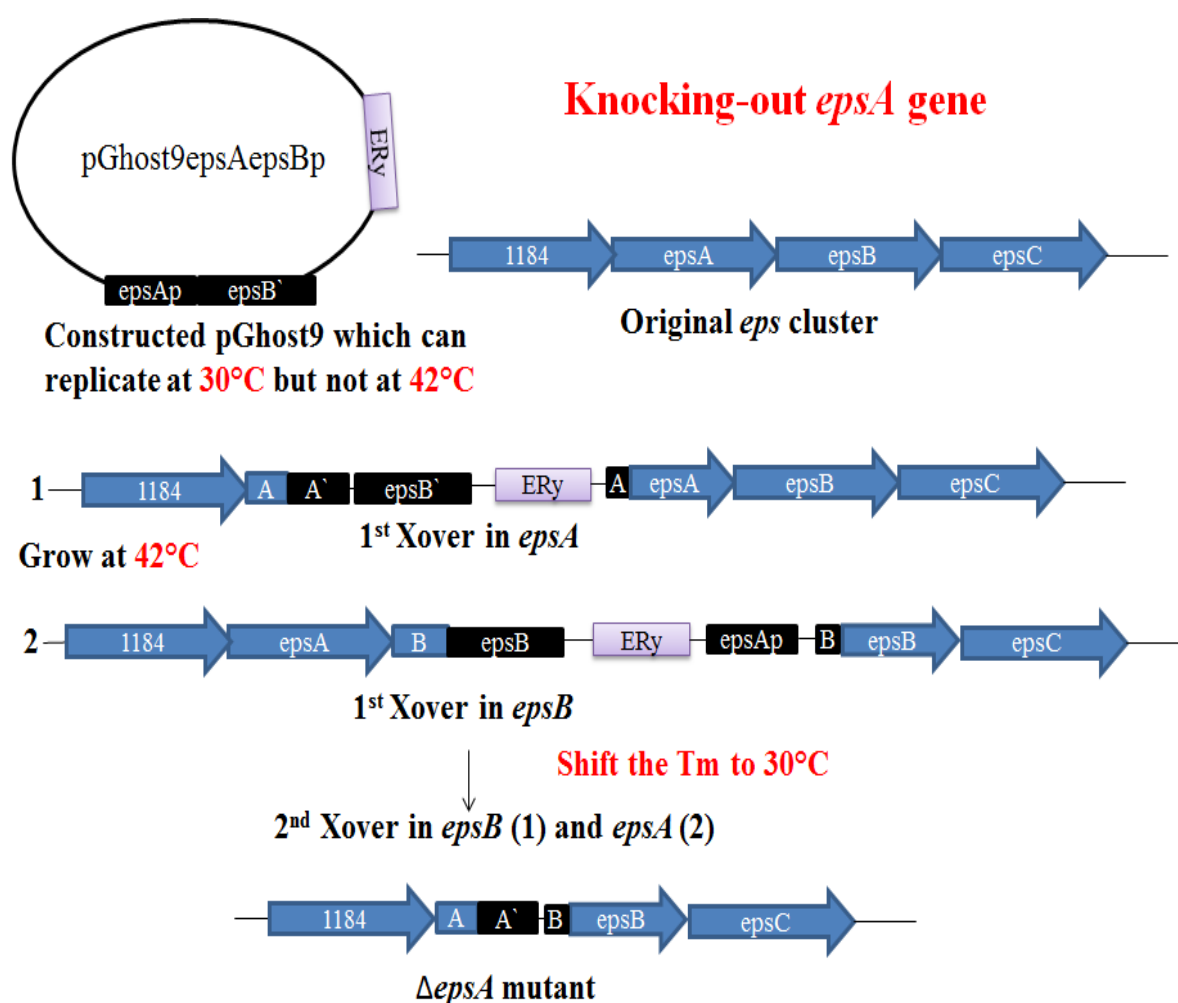 Knocking-out epsA gene
pGhost9epsAepsBp
ERy
epsAp epsB`
1184 epsA epsB epsC
Original eps cluster
Constructed pGhost9 which can
replicate at 30°C but not at 42°C
1 1184 A A` epsB` ERy A epsA epsB epsC
1st Xover in epsA
Grow at 42°C
2 1184 epsA B epsB ERy epsAp B epsB epsC
1st Xover in epsB
Shift the Tm to 30°C
2nd Xover in epsB (1) and epsA (2)
1184 A A` B epsB epsC
ΔepsA mutant